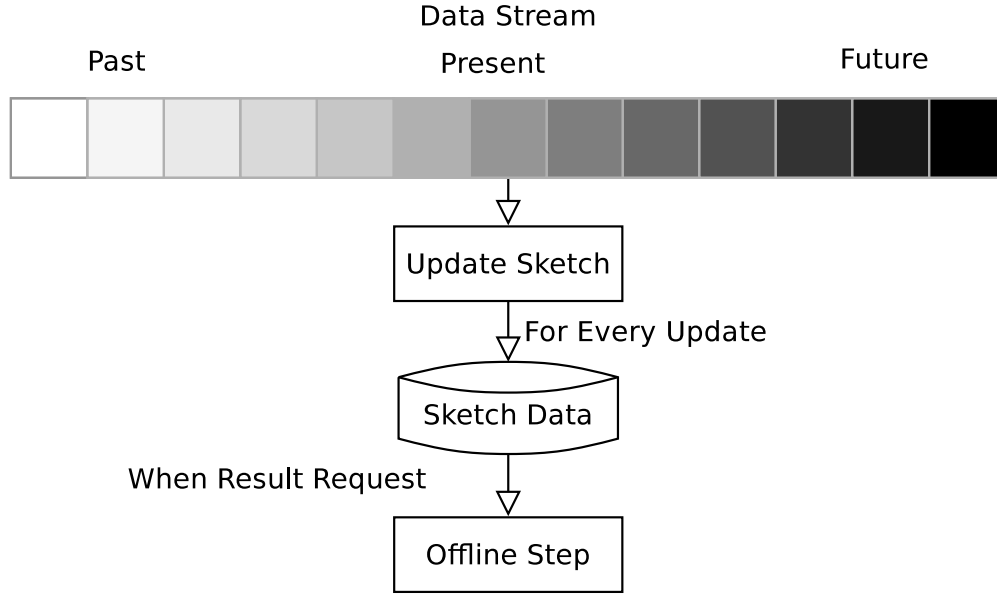 Data Stream
Past
Present
Future
Update Sketch
For Every Update
Sketch Data
When Result Request
Offline Step